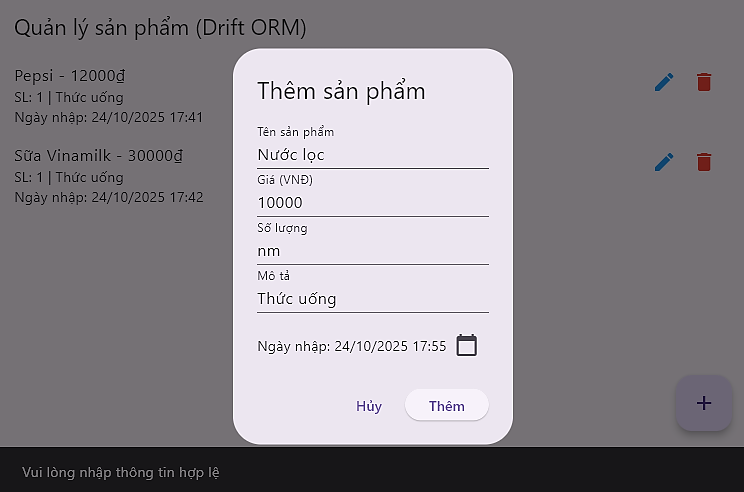 Quản lý sản phẩm (Drift ORM)
Pepsi - 12000₫
SL: 1 | Thức uống
Ngày nhập: 24/10/2025 17:41
Sữa Vinamilk - 30000₫
SL: 1 | Thức uống
Ngày nhập: 24/10/2025 17:42
Thêm sản phẩm
Tên sản phẩm
Nước lọc
Giá (VNĐ)
10000
Số lượng
nm
Mô tả
Thức uống
Ngày nhập: 24/10/2025 17:55
Hủy
Thêm
+
Vui lòng nhập thông tin hợp lệ